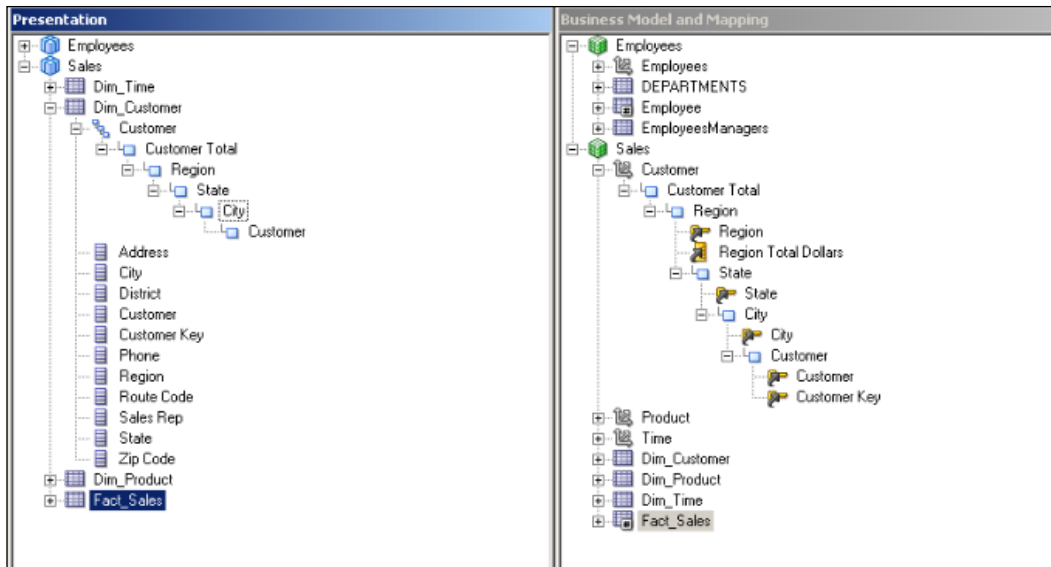 Presentation
Employees
Sales
Dim_Time
Dim_Customer
Customer
Customer Total
Region
State
City
Customer
Address
City
District
Customer
Customer Key
Phone
Region
Route Code
Sales Rep
State
Zip Code
Dim_Product
Fact_Sales
Business Model and Mapping
Employees
Employees
DEPARTMENTS
Employee
EmployeesManagers
Sales
Customer
Customer Total
Region
Region
Region Total Dollars
State
State
City
City
Customer
Customer
Customer Key
Product
Time
Dim_Customer
Dim_Product
Dim_Time
Fact_Sales